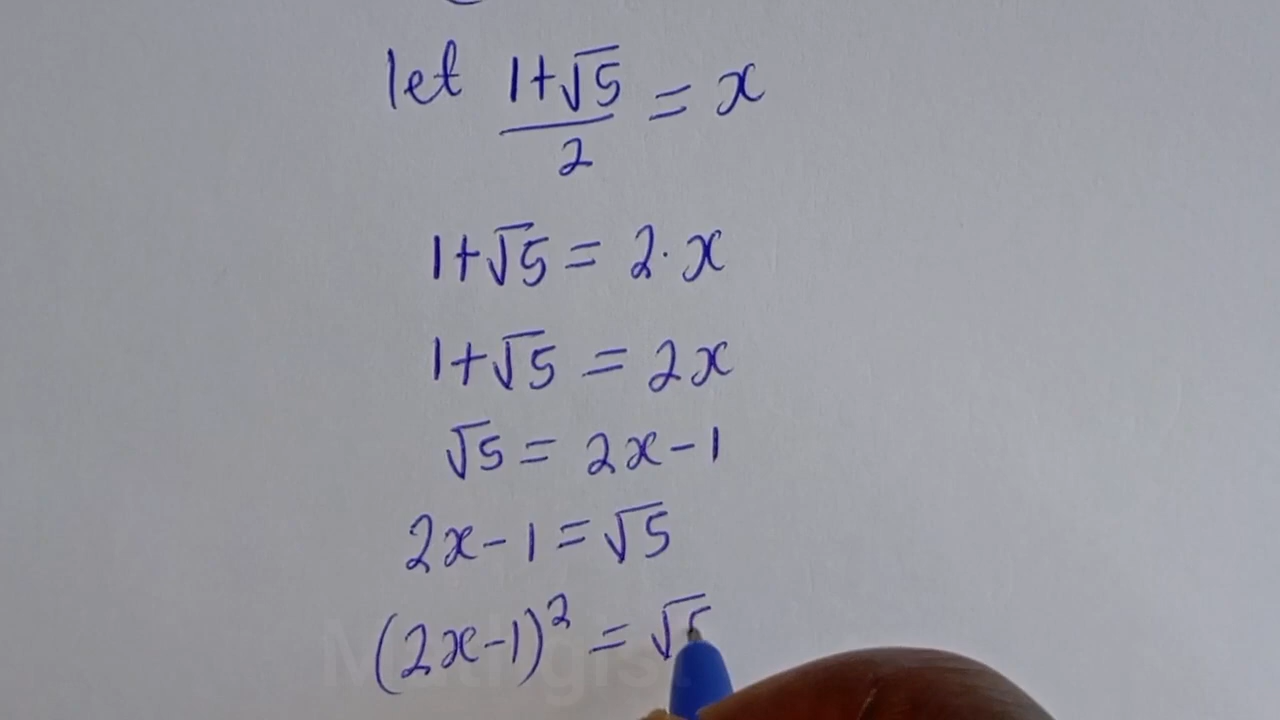 let (1+√5)/2 = x
1+√5 = 2·x
1+√5 = 2x
√5 = 2x-1
2x-1 = √5
(2x-1)² = √5